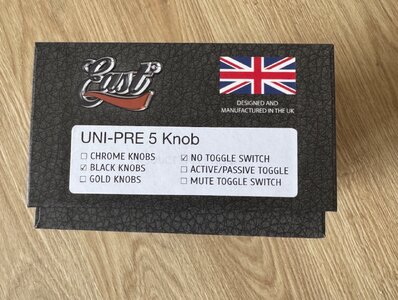 East
DESIGNED AND
MANUFACTURED IN THE UK
UNI-PRE 5 Knob
☐ CHROME KNOBS
☑ BLACK KNOBS
☐ GOLD KNOBS
☑ NO TOGGLE SWITCH
☐ ACTIVE/PASSIVE TOGGLE
☐ MUTE TOGGLE SWITCH